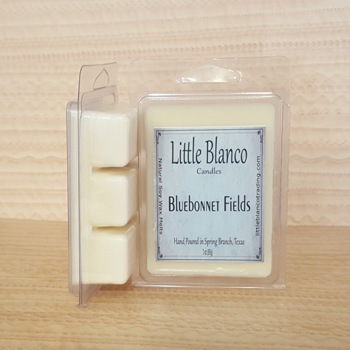 Little Blanco
Candles
Bluebonnet Fields
Hand Poured in Spring Branch, Texas
Natural Soy Wax Melts
littleblancotrading.com